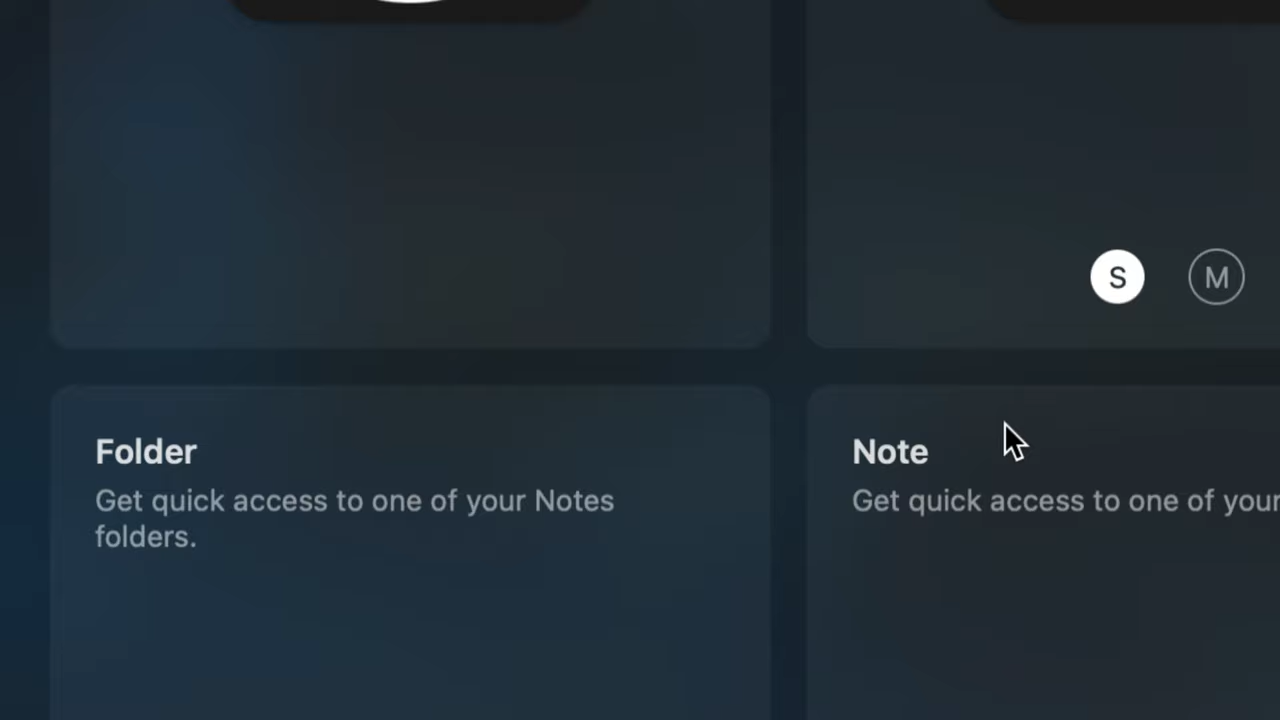 S
M
Folder
Get quick access to one of your Notes
folders.
Note
Get quick access to one of your